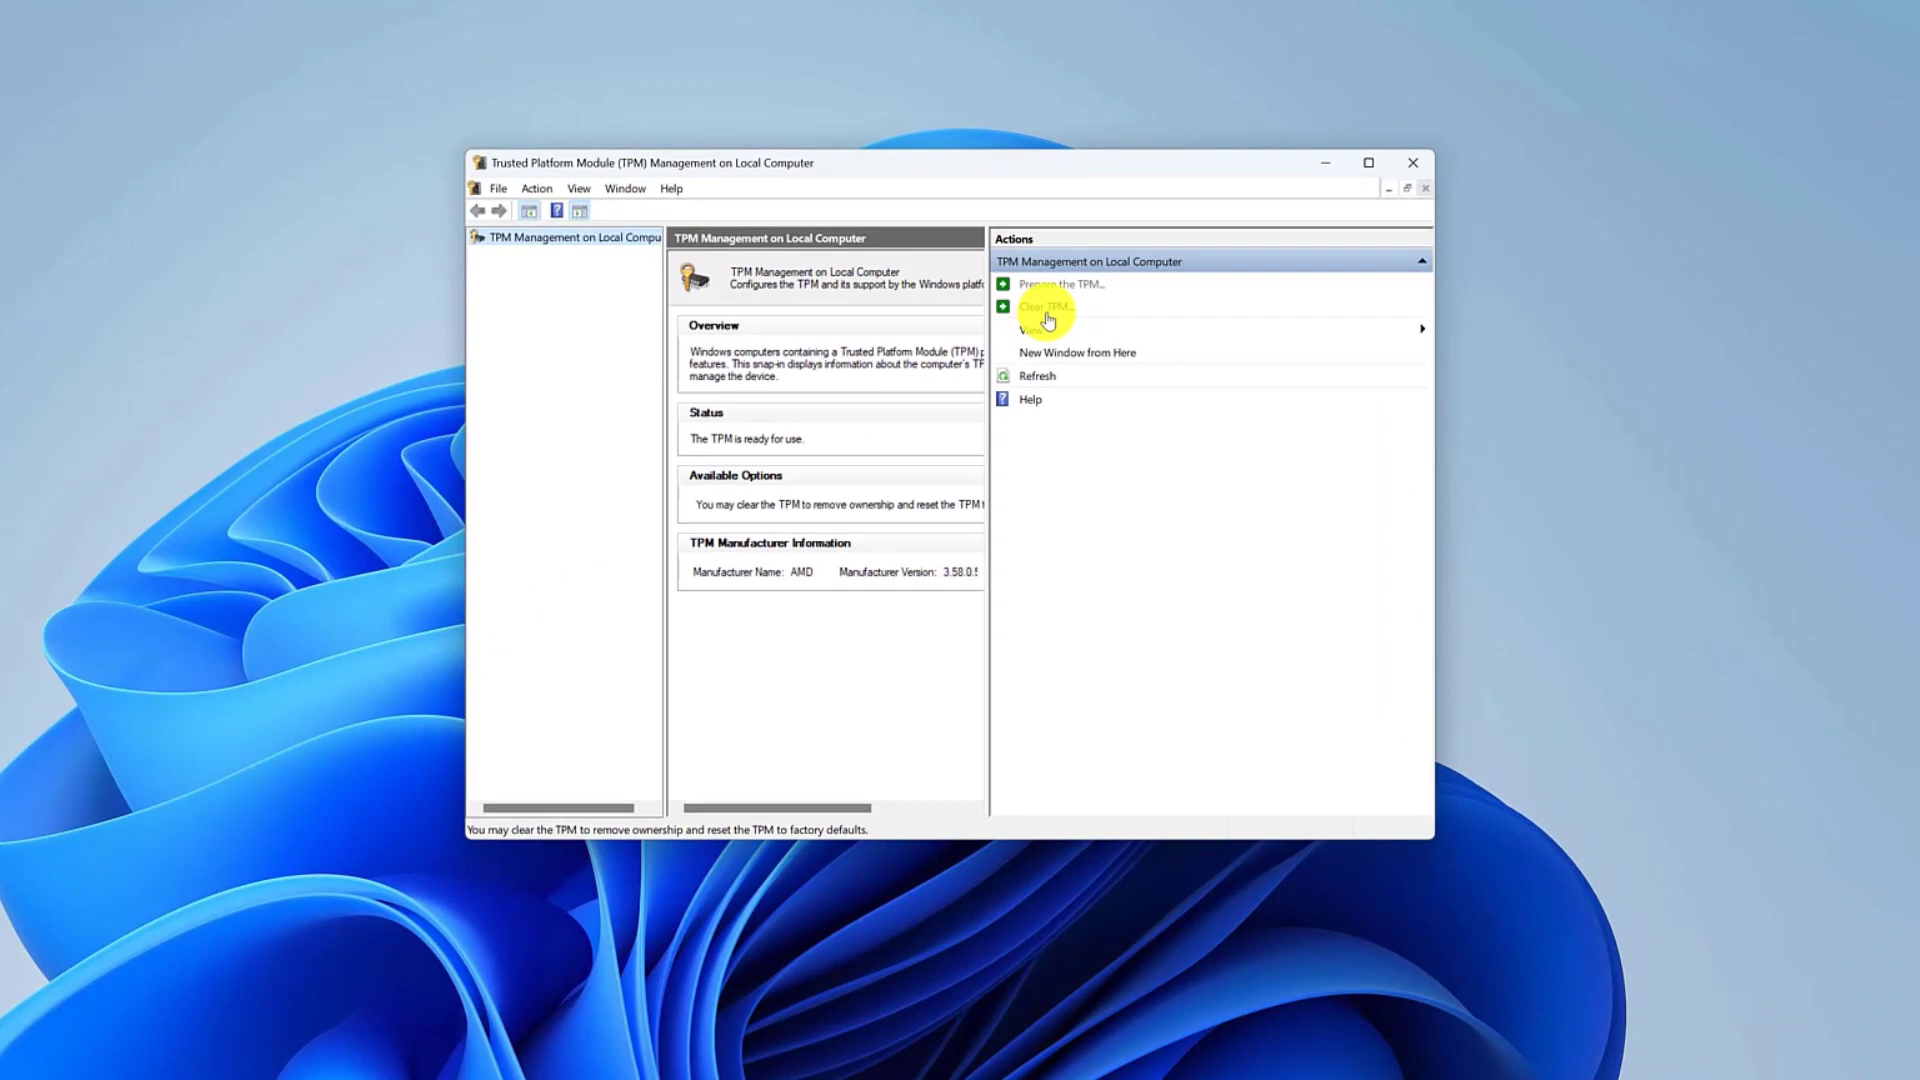 Trusted Platform Module (TPM) Management on Local Computer
File Action View Window Help
TPM Management on Local Compu
TPM Management on Local Computer
TPM Management on Local Computer
Configures the TPM and its support by the Windows platf
Overview
Windows computers containing a Trusted Platform Module (TPM) p
features. This snap-in displays information about the computer's TP
manage the device.
Status
The TPM is ready for use.
Available Options
You may clear the TPM to remove ownership and reset the TPM t
TPM Manufacturer Information
Manufacturer Name: AMD Manufacturer Version: 3.58.0.5
Actions
TPM Management on Local Computer
Prepare the TPM...
Clear TPM...
View
New Window from Here
Refresh
Help
You may clear the TPM to remove ownership and reset the TPM to factory defaults.